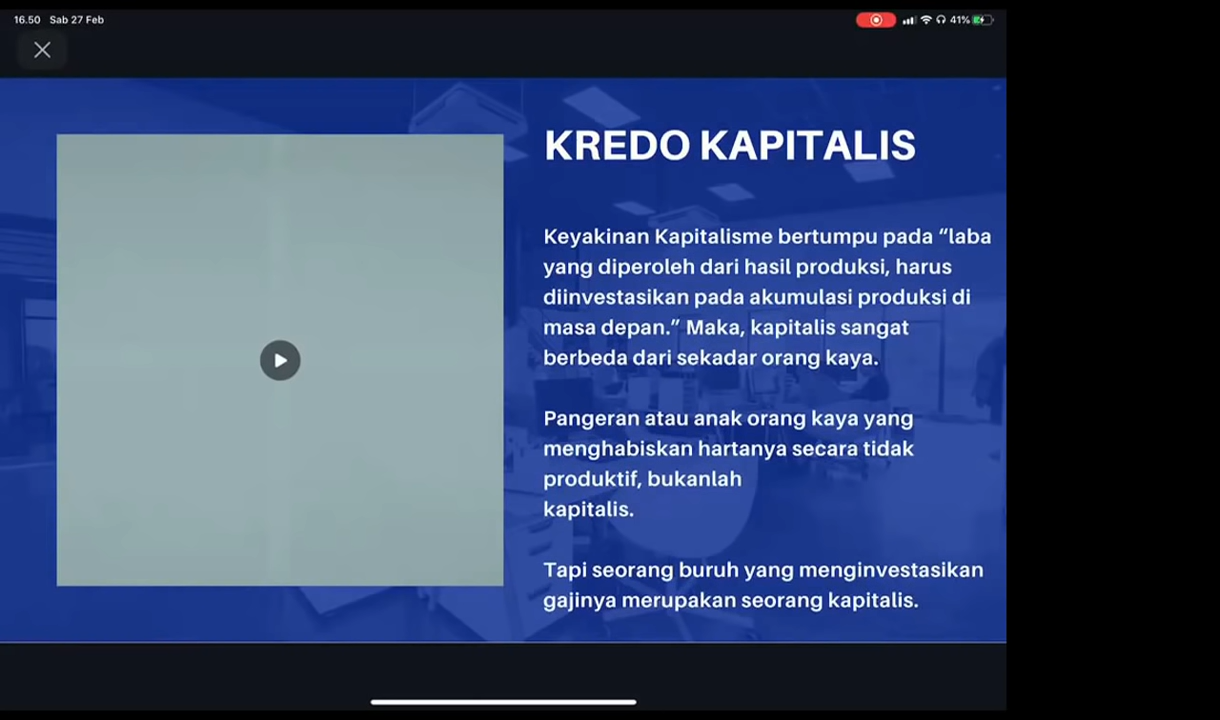 16.50 Sab 27 Feb
41%
KREDO KAPITALIS
Keyakinan Kapitalisme bertumpu pada “laba
yang diperoleh dari hasil produksi, harus
diinvestasikan pada akumulasi produksi di
masa depan.” Maka, kapitalis sangat
berbeda dari sekadar orang kaya.
Pangeran atau anak orang kaya yang
menghabiskan hartanya secara tidak
produktif, bukanlah
kapitalis.
Tapi seorang buruh yang menginvestasikan
gajinya merupakan seorang kapitalis.